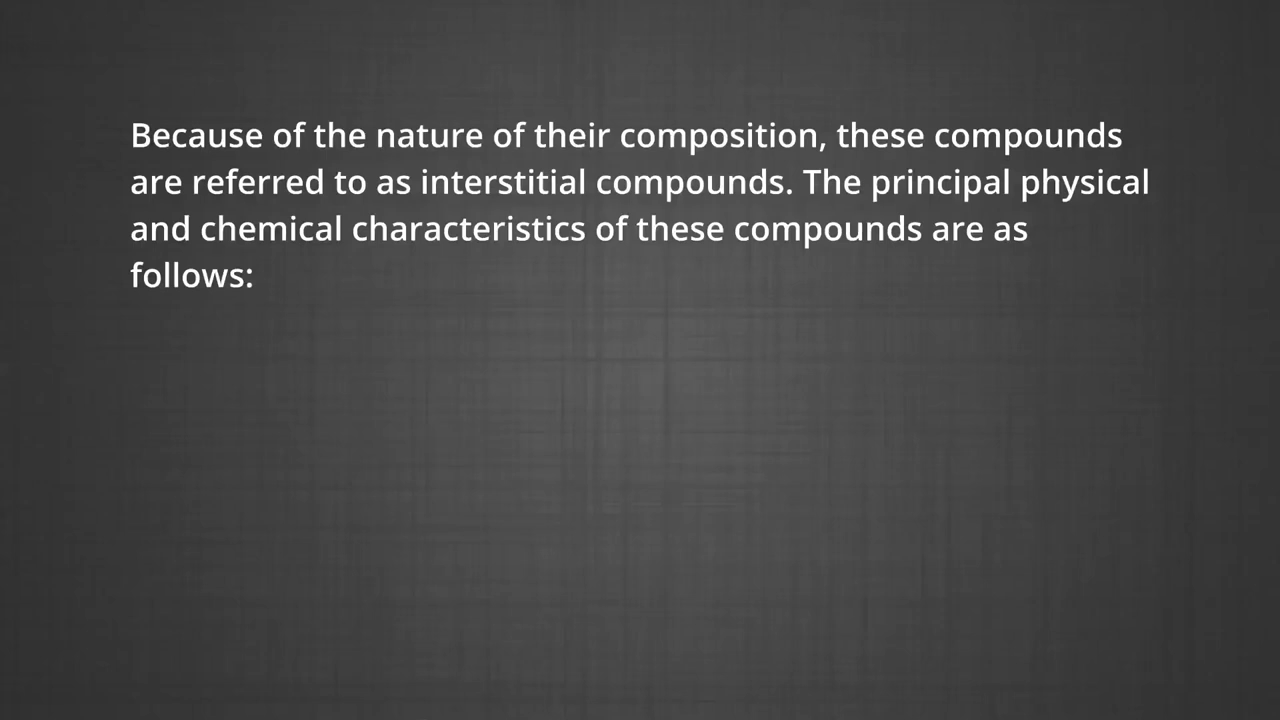 Because of the nature of their composition, these compounds
are referred to as interstitial compounds. The principal physical
and chemical characteristics of these compounds are as
follows: